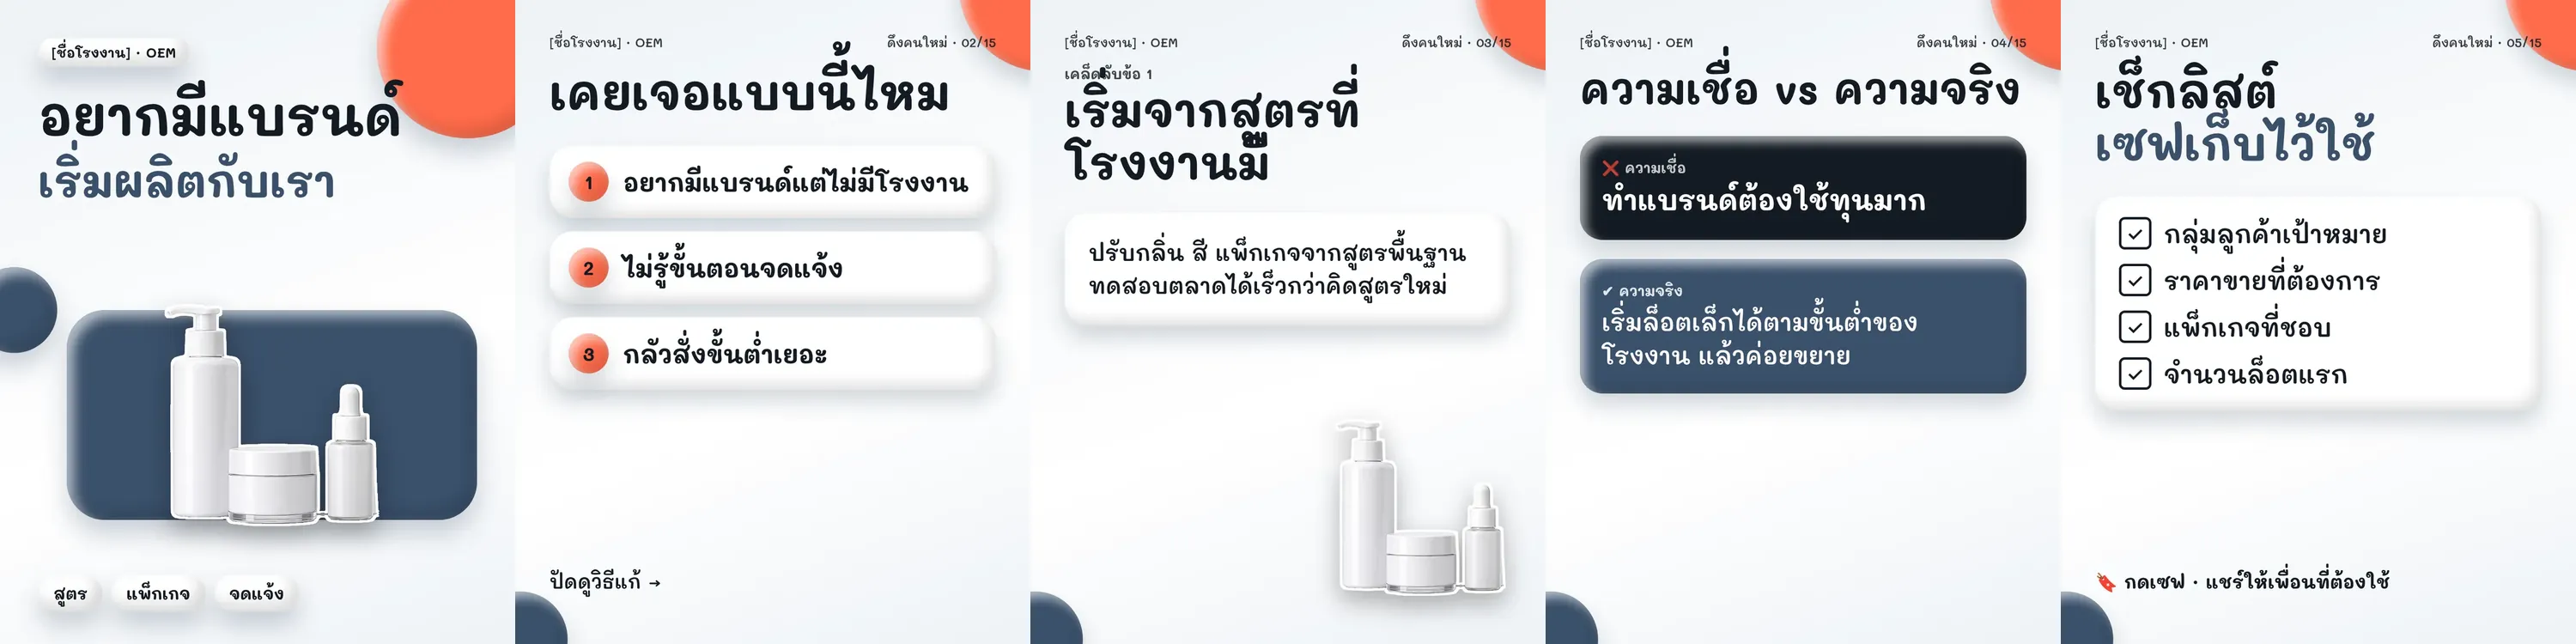 [ชื่อโรงงาน] · OEM
อยากมีแบรนด์
เริ่มผลิตกับเรา
สูตร
แพ็กเกจ
จดแจ้ง
[ชื่อโรงงาน] · OEM
ดึงคนใหม่ · 02/15
เคยเจอแบบนี้ไหม
1 อยากมีแบรนด์แต่ไม่มีโรงงาน
2 ไม่รู้ขั้นตอนจดแจ้ง
3 กลัวสั่งขั้นต่ำเยอะ
ปัดดูวิธีแก้ →
[ชื่อโรงงาน] · OEM
ดึงคนใหม่ · 03/15
เคล็ดลับข้อ 1
เริ่มจากสูตรที่
โรงงานมี
ปรับกลิ่น สี แพ็กเกจจากสูตรพื้นฐาน
ทดสอบตลาดได้เร็วกว่าคิดสูตรใหม่
[ชื่อโรงงาน] · OEM
ดึงคนใหม่ · 04/15
ความเชื่อ vs ความจริง
❌ ความเชื่อ
ทำแบรนด์ต้องใช้ทุนมาก
✔ ความจริง
เริ่มล็อตเล็กได้ตามขั้นต่ำของ
โรงงาน แล้วค่อยขยาย
[ชื่อโรงงาน] · OEM
ดึงคนใหม่ · 05/15
เช็กลิสต์
เซฟเก็บไว้ใช้
กลุ่มลูกค้าเป้าหมาย
ราคาขายที่ต้องการ
แพ็กเกจที่ชอบ
จำนวนล็อตแรก
🔖 กดเซฟ · แชร์ให้เพื่อนที่ต้องใช้